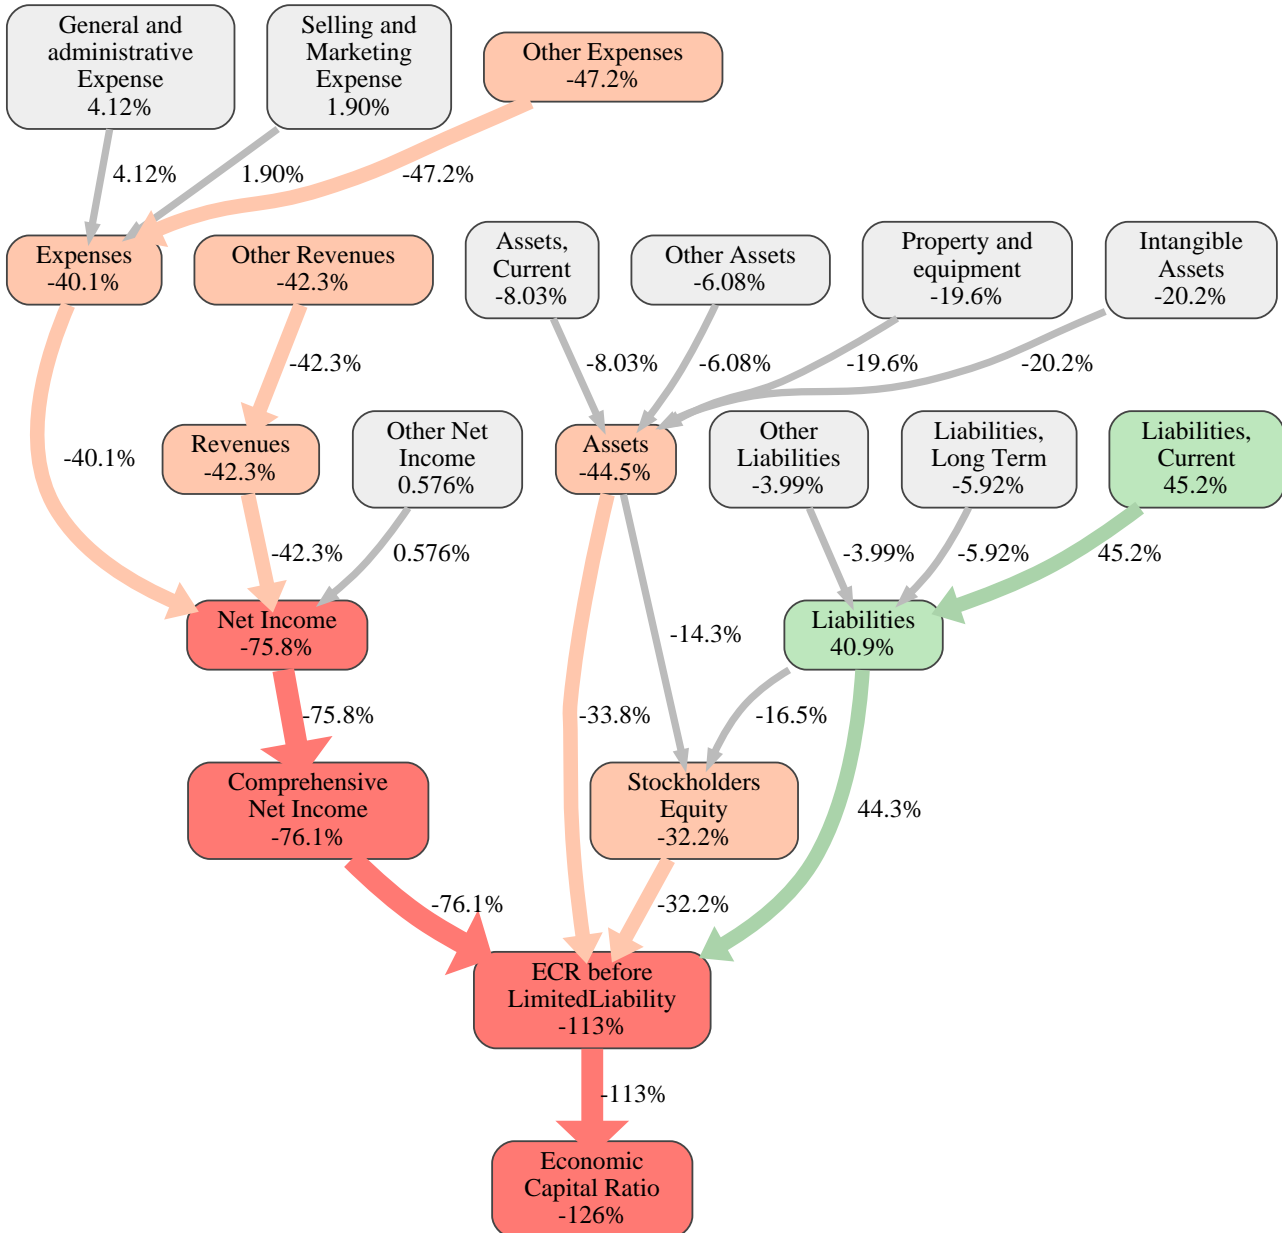 General and
administrative
Expense
4.12%
Selling and
Marketing
Expense
1.90%
Other Expenses
-47.2%
4.12%
1.90%
-47.2%
Expenses
-40.1%
Other Revenues
-42.3%
Assets,
Current
-8.03%
Other Assets
-6.08%
Property and
equipment
-19.6%
Intangible
Assets
-20.2%
-42.3%
-8.03%
-6.08%
-19.6%
-20.2%
-40.1%
Revenues
-42.3%
Other Net
Income
0.576%
Assets
-44.5%
Other
Liabilities
-3.99%
Liabilities,
Long Term
-5.92%
Liabilities,
Current
45.2%
-42.3%
0.576%
-3.99%
-5.92%
45.2%
Net Income
-75.8%
-14.3%
Liabilities
40.9%
-75.8%
-33.8%
-16.5%
Comprehensive
Net Income
-76.1%
Stockholders
Equity
-32.2%
44.3%
-76.1%
-32.2%
ECR before
LimitedLiability
-113%
-113%
Economic
Capital Ratio
-126%